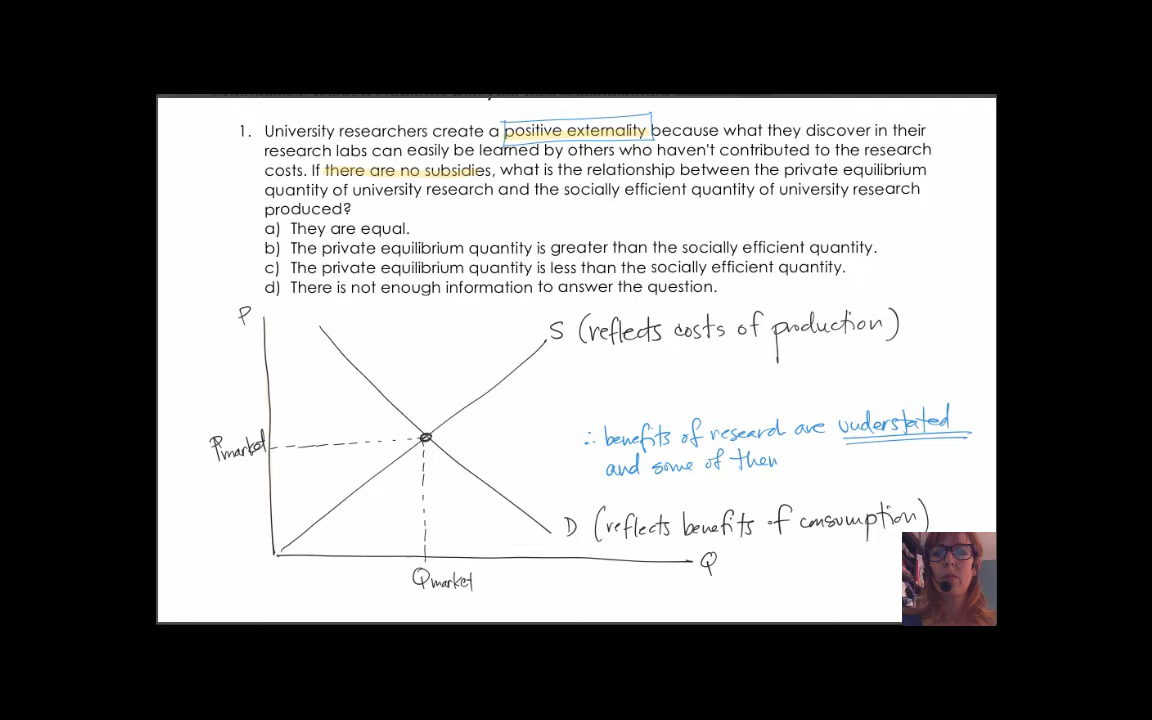 1. University researchers create a positive externality because what they discover in their
research labs can easily be learned by others who haven't contributed to the research
costs. If there are no subsidies, what is the relationship between the private equilibrium
quantity of university research and the socially efficient quantity of university research
produced?
a) They are equal.
b) The private equilibrium quantity is greater than the socially efficient quantity.
c) The private equilibrium quantity is less than the socially efficient quantity.
d) There is not enough information to answer the question.
P
S (reflects costs of production)
Pmarket
∴ benefits of research are understated
and some of then
D (reflects benefits of consumption)
Q
Qmarket